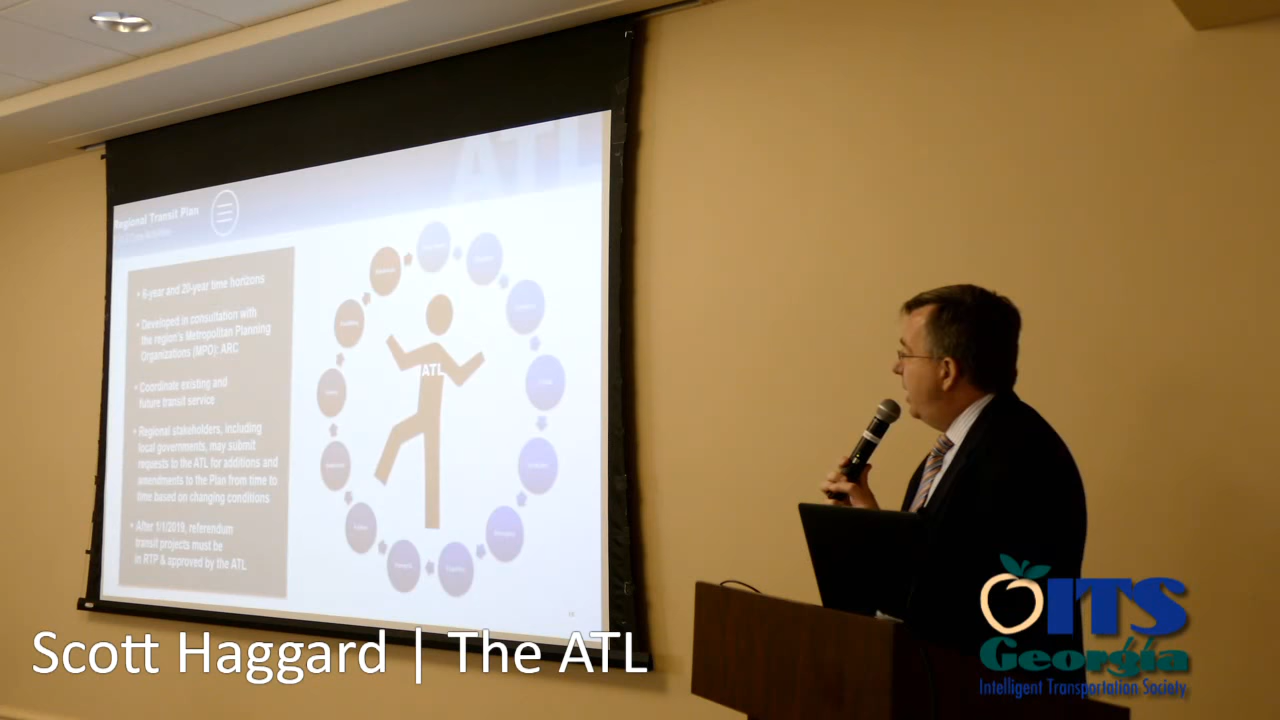 ATL
Regional Transit Plan
• 6-year and 20-year time horizons
• Developed in consultation with
the region's Metropolitan Planning
Organizations (MPO): ARC
• Coordinate existing and
future transit service
• Regional stakeholders, including
local governments, may submit
requests to the ATL for additions and
amendments to the Plan from time to
time based on changing conditions
• After 1/1/2019, referendum
transit projects must be
in RTP & approved by the ATL
ATL
Scott Haggard | The ATL
ITS
Georgia
Intelligent Transportation Society